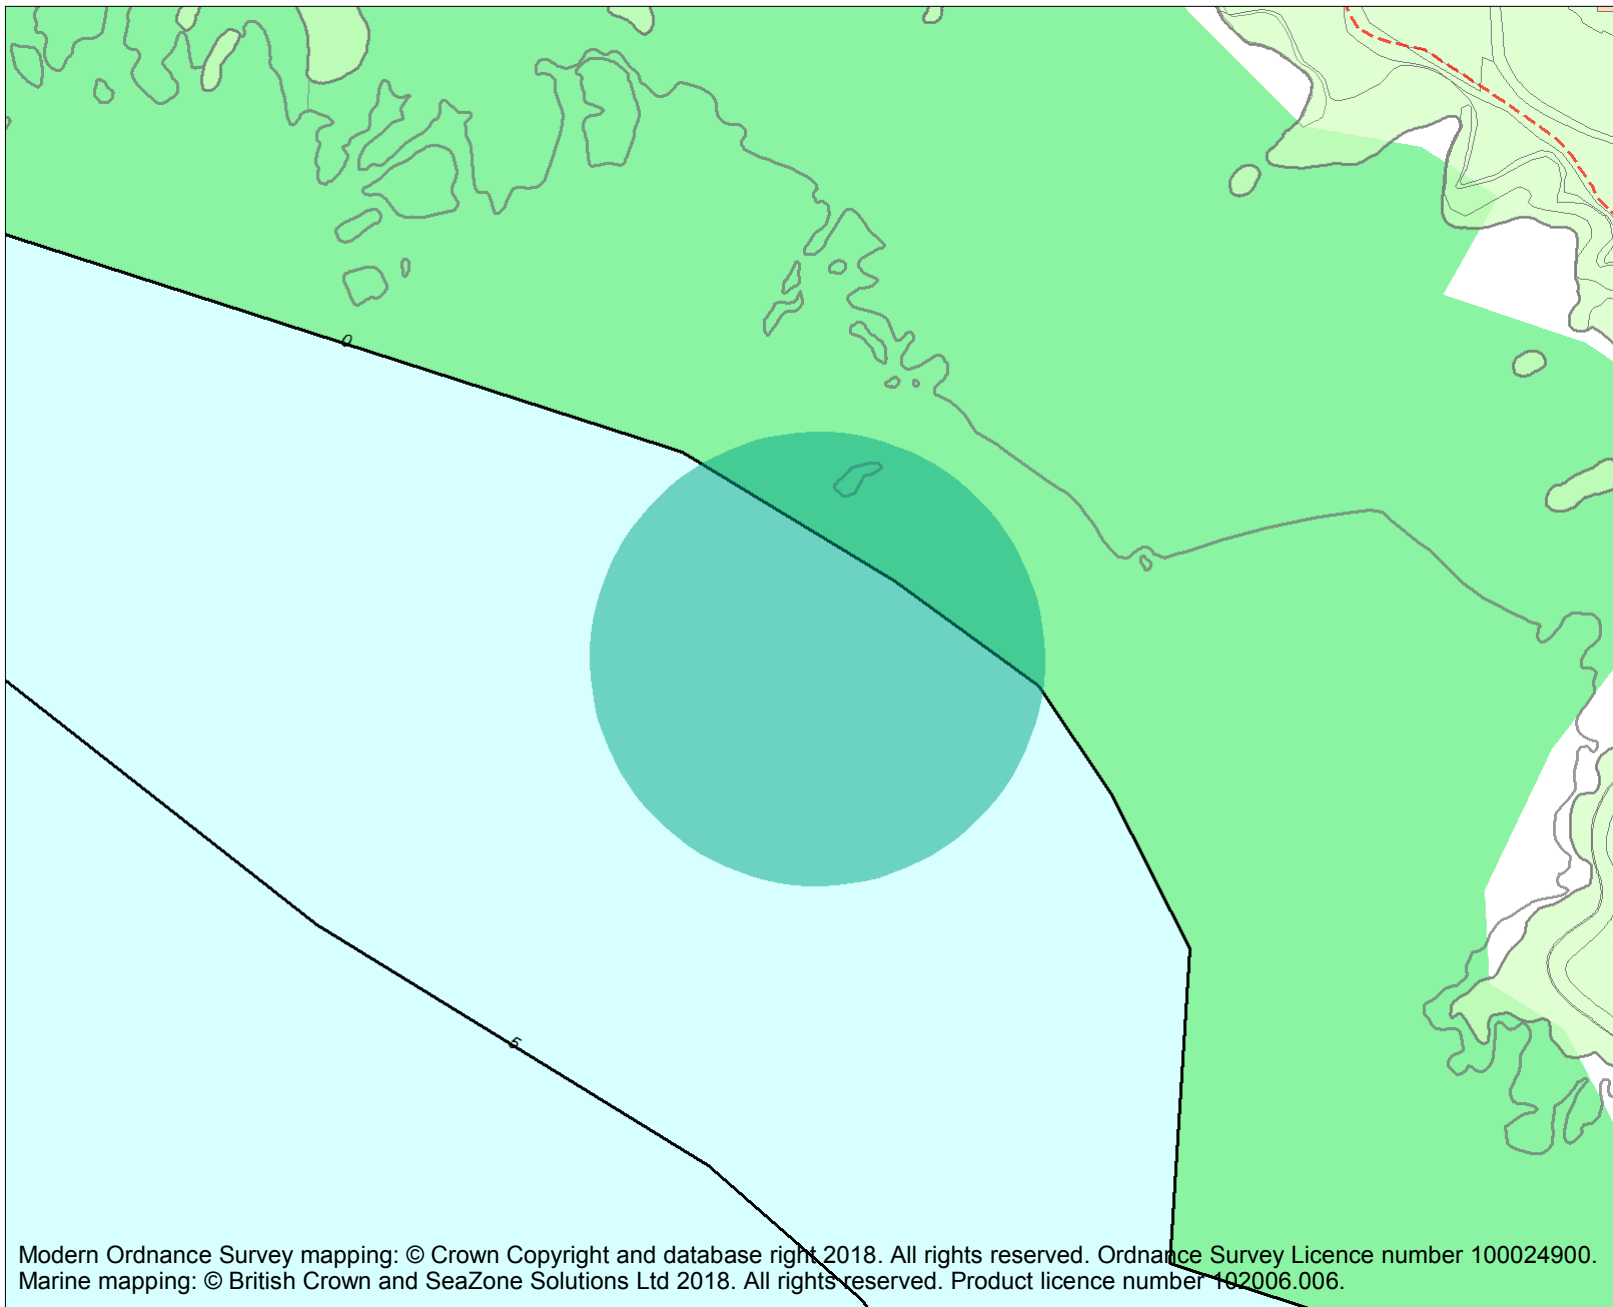 0
5
Modern Ordnance Survey mapping: © Crown Copyright and database right 2018. All rights reserved. Ordnance Survey Licence number 100024900.
Marine mapping: © British Crown and SeaZone Solutions Ltd 2018. All rights reserved. Product licence number 102006.006.